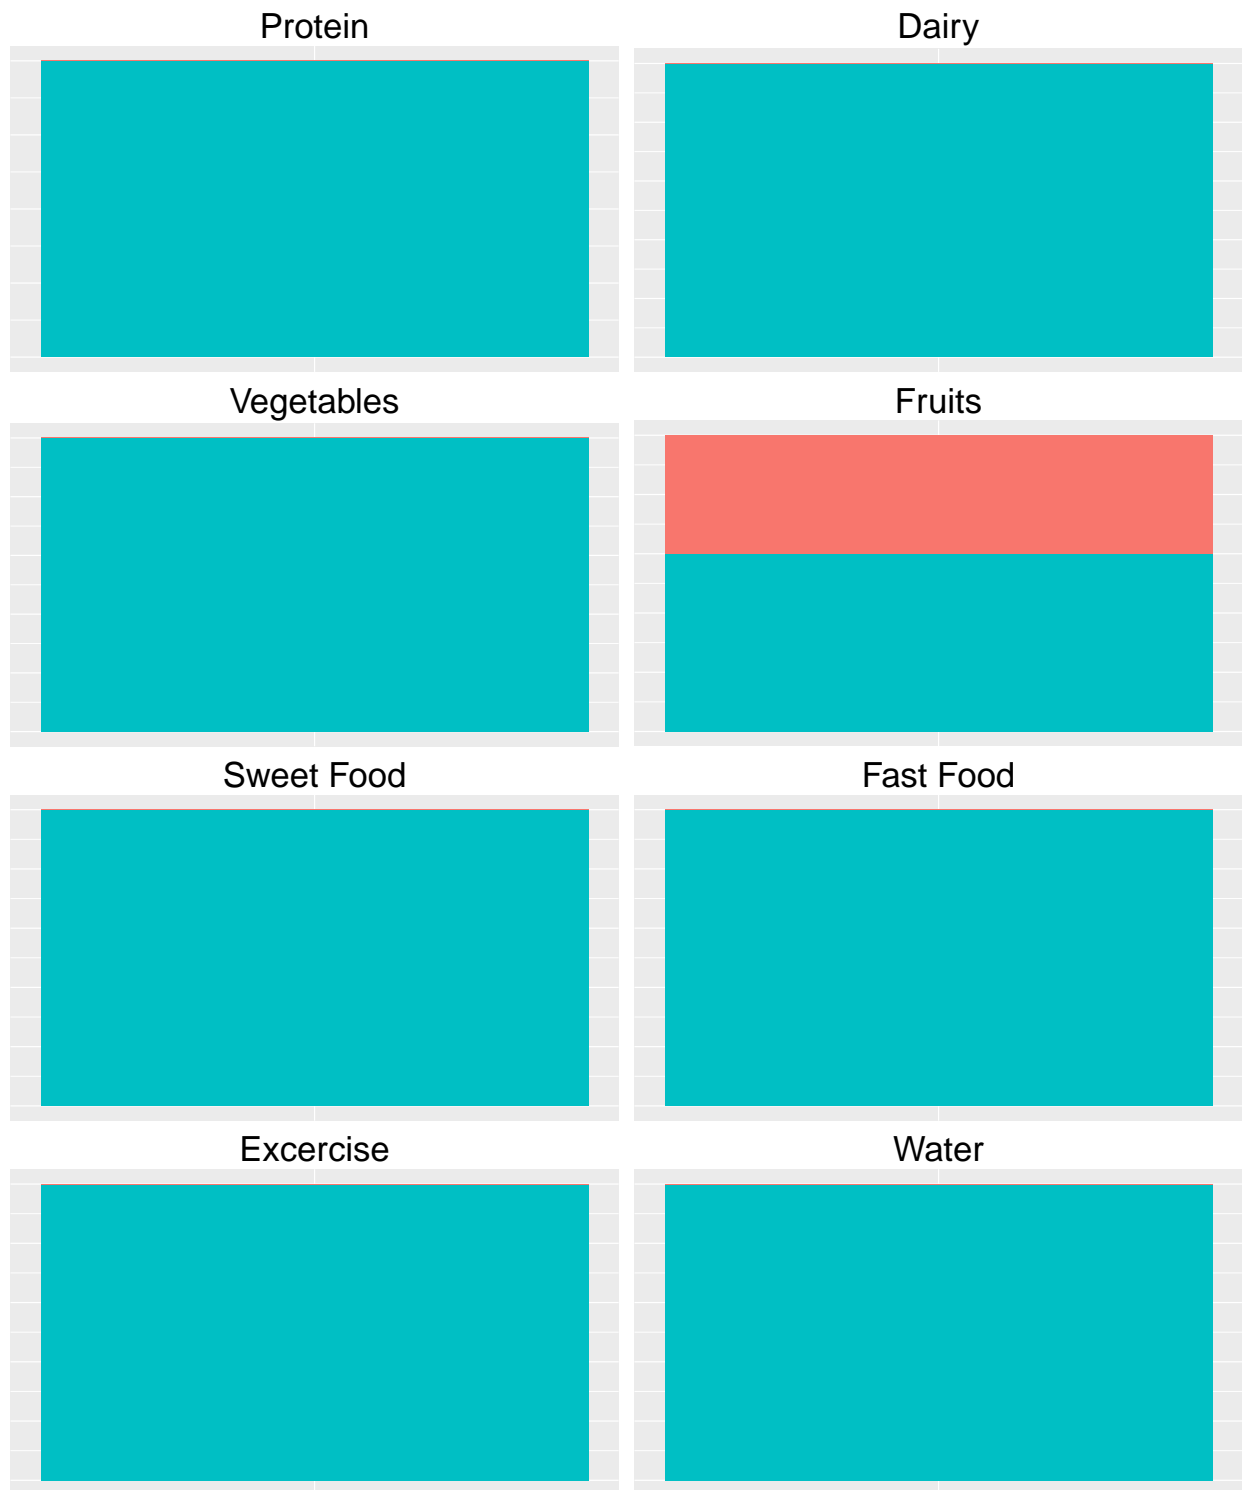 Protein
Dairy
Vegetables
Fruits
Sweet Food
Fast Food
Excercise
Water